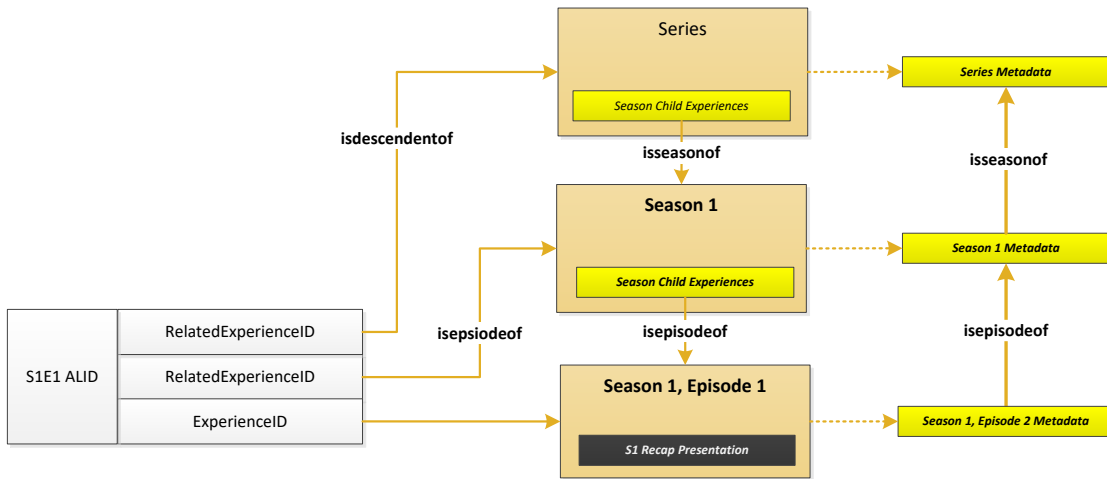 Series
Season Child Experiences
Series Metadata
isdescendentof
isseasonof
isseasonof
Season 1
Season Child Experiences
Season 1 Metadata
isepsiodeof
isepisodeof
isepisodeof
S1E1 ALID
RelatedExperienceID
RelatedExperienceID
ExperienceID
Season 1, Episode 1
S1 Recap Presentation
Season 1, Episode 2 Metadata